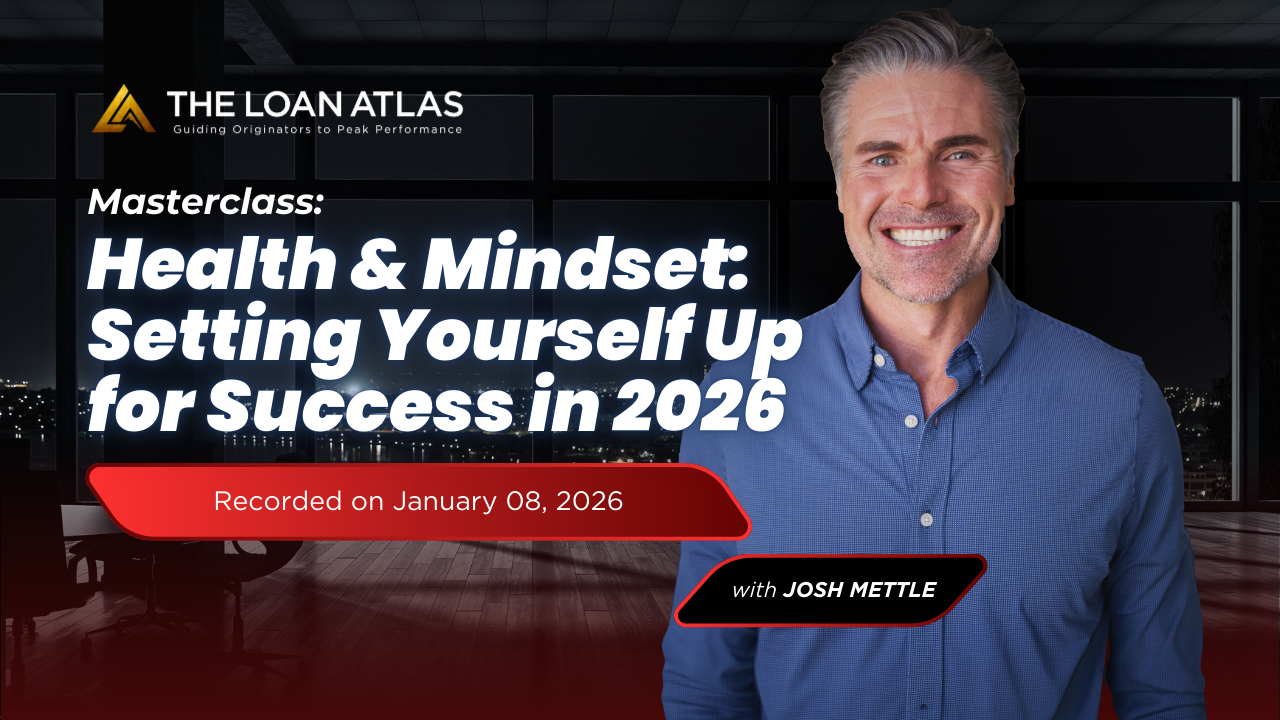 THE LOAN ATLAS
Guiding Originators to Peak Performance
Masterclass:
Health & Mindset:
Setting Yourself Up
for Success in 2026
Recorded on January 08, 2026
with JOSH METTLE